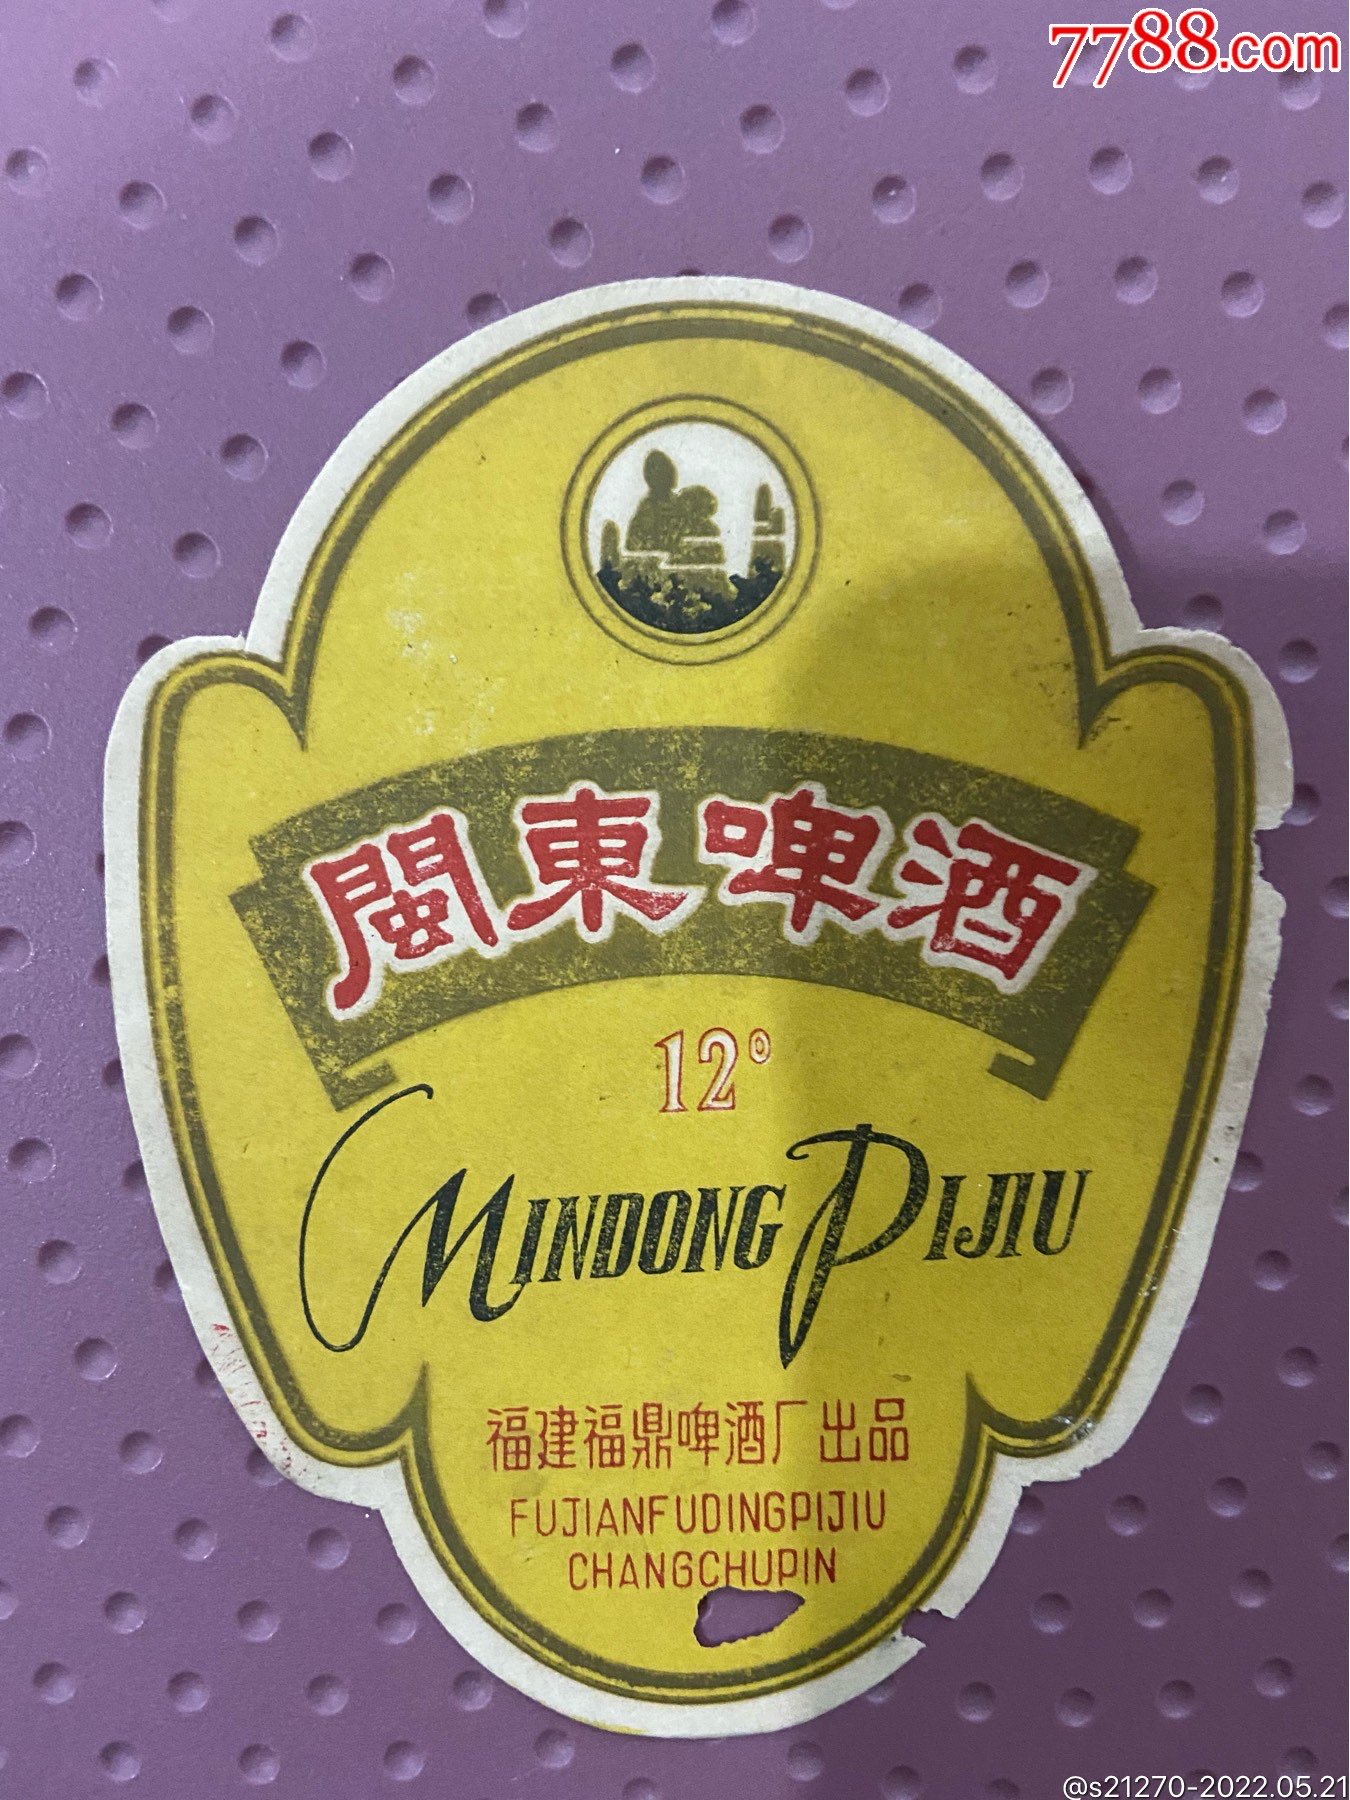 7788.com
閩東啤酒
12°
MINDONG PIJIU
福建福鼎啤酒厂出品
FUJIANFUDINGPIJIU
CHANGCHUPIN
@s21270-2022.05.21